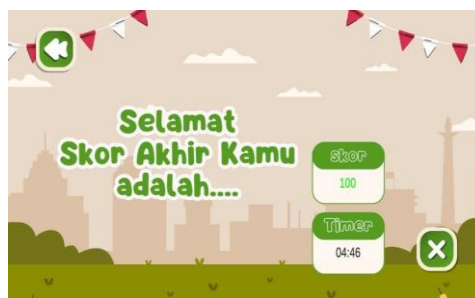 Selamat
Skor Akhir Kamu
adalah....
skor
100
Timer
04:46